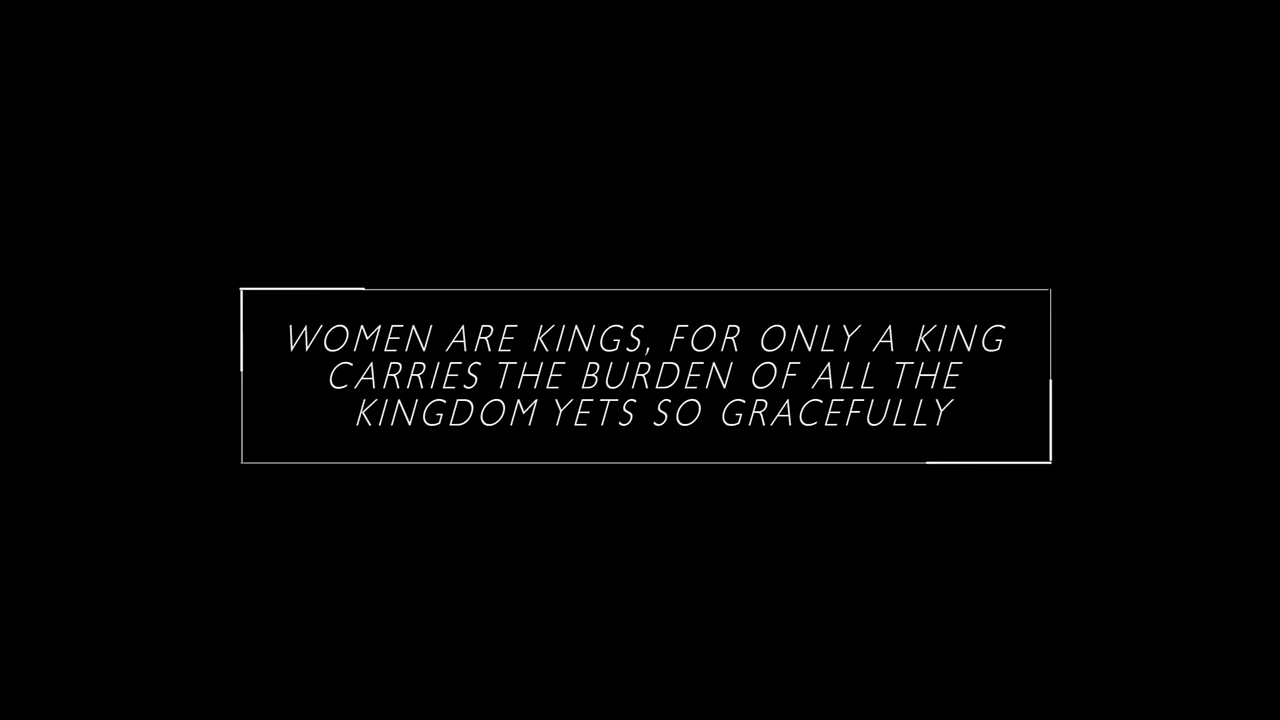 WOMEN ARE KINGS, FOR ONLY A KING
CARRIES THE BURDEN OF ALL THE
KINGDOM YETS SO GRACEFULLY